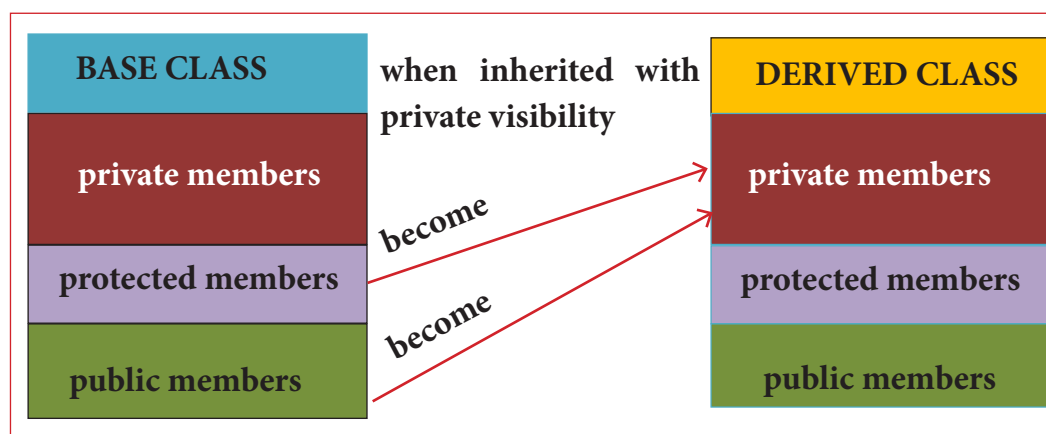 BASE CLASS
private members
protected members
public members
when inherited with
private visibility
become
become
DERIVED CLASS
private members
protected members
public members